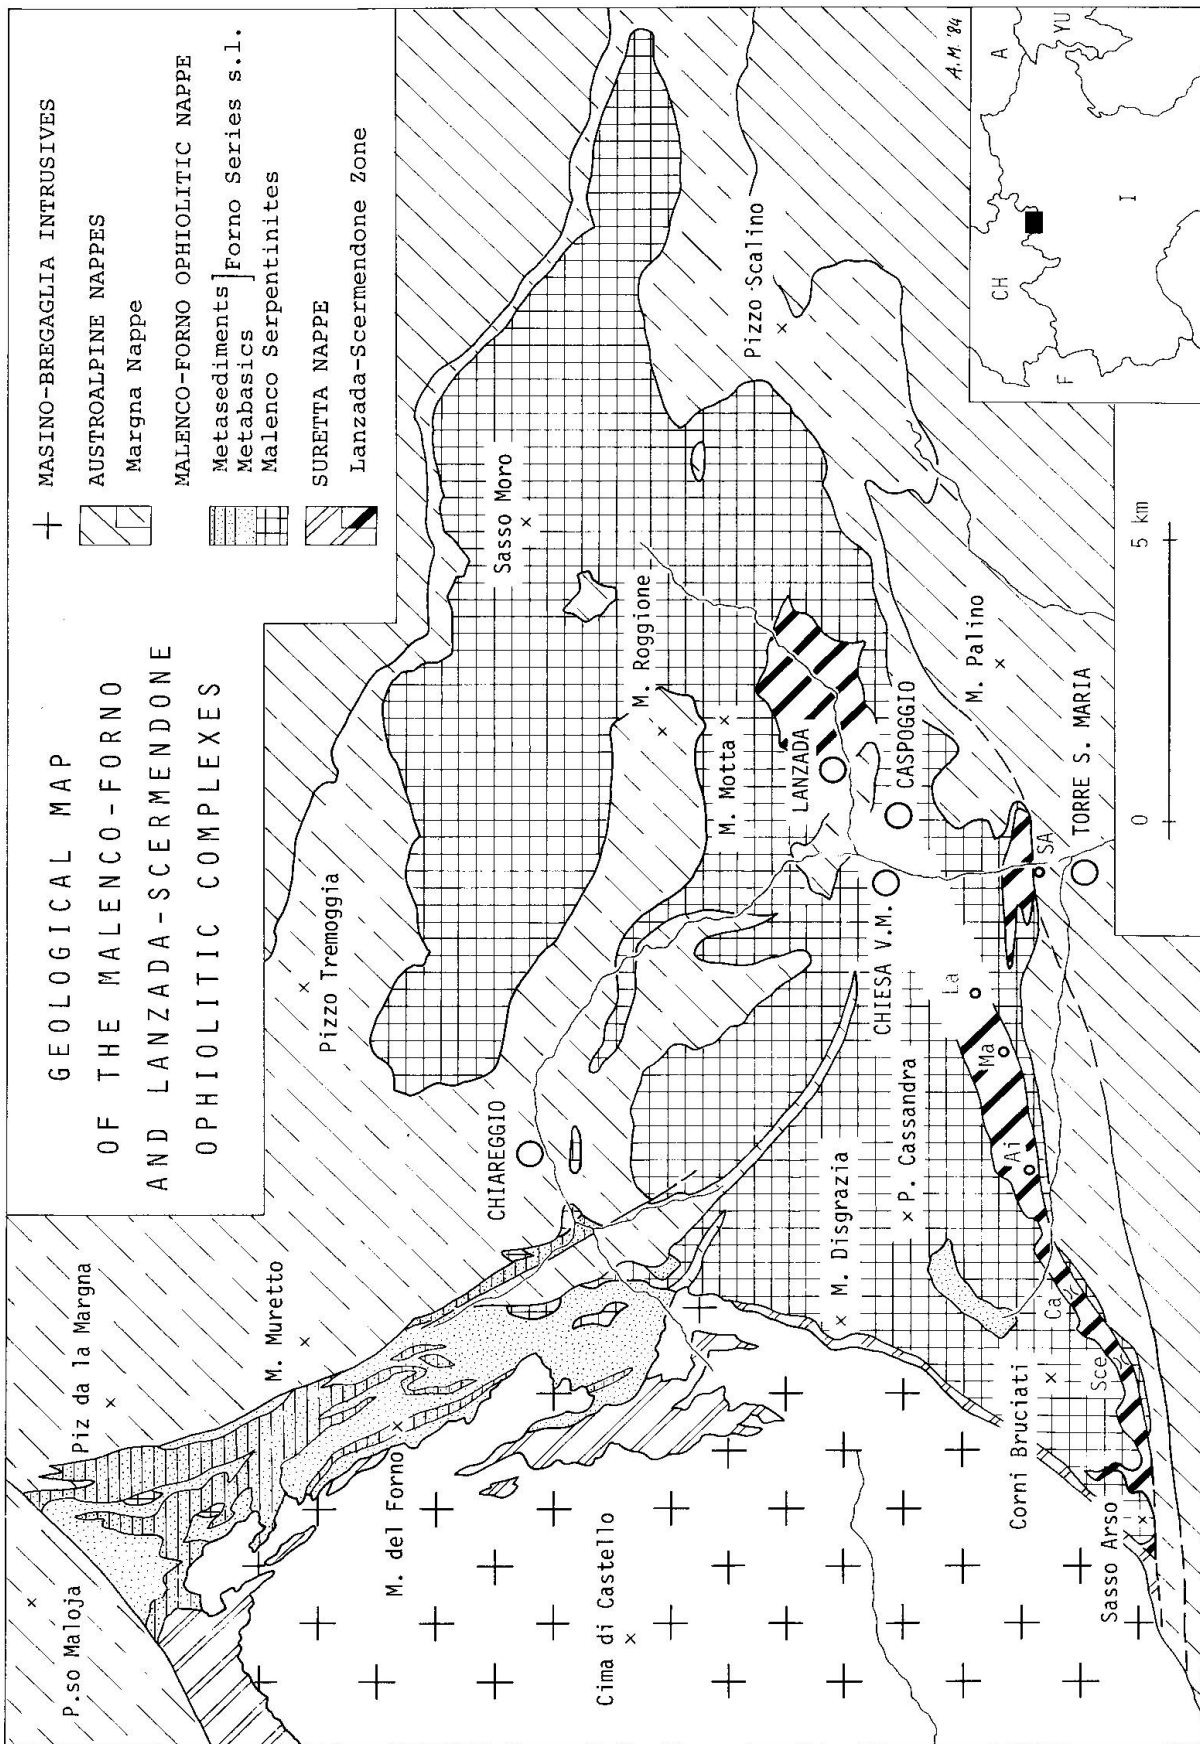 GEOLOGICAL MAP
OF THE MALENCO-FORNO
AND LANZADA-SCERMENDONE
OPHIOLITIC COMPLEXES
MASINO-BREGAGLIA INTRUSIVES
AUSTROALPINE NAPPES
Margna Nappe
MALENCO-FORNO OPHIOLITIC NAPPE
Metasediments
Metabasics
]Forno Series s.l.
Malenco Serpentinites
SURETTA NAPPE
Lanzada-Scermendone Zone
P.so Maloja
Piz da la Margna
M. Muretto
M. del Forno
Cima di Castello
CHIAREGGIO
Pizzo Tremoggia
Sasso Moro
M. Roggione
M. Motta
LANZADA
CASPOGGIO
CHIESA V.M.
Pizzo Scalino
M. Palino
TORRE S. MARIA
SA
La
Ma
Ai
Ca
Sce
M. Disgrazia
P. Cassandra
Corni Bruciati
Sasso Arso
0 5 km
A.M. '84
CH
A
YU
F
I